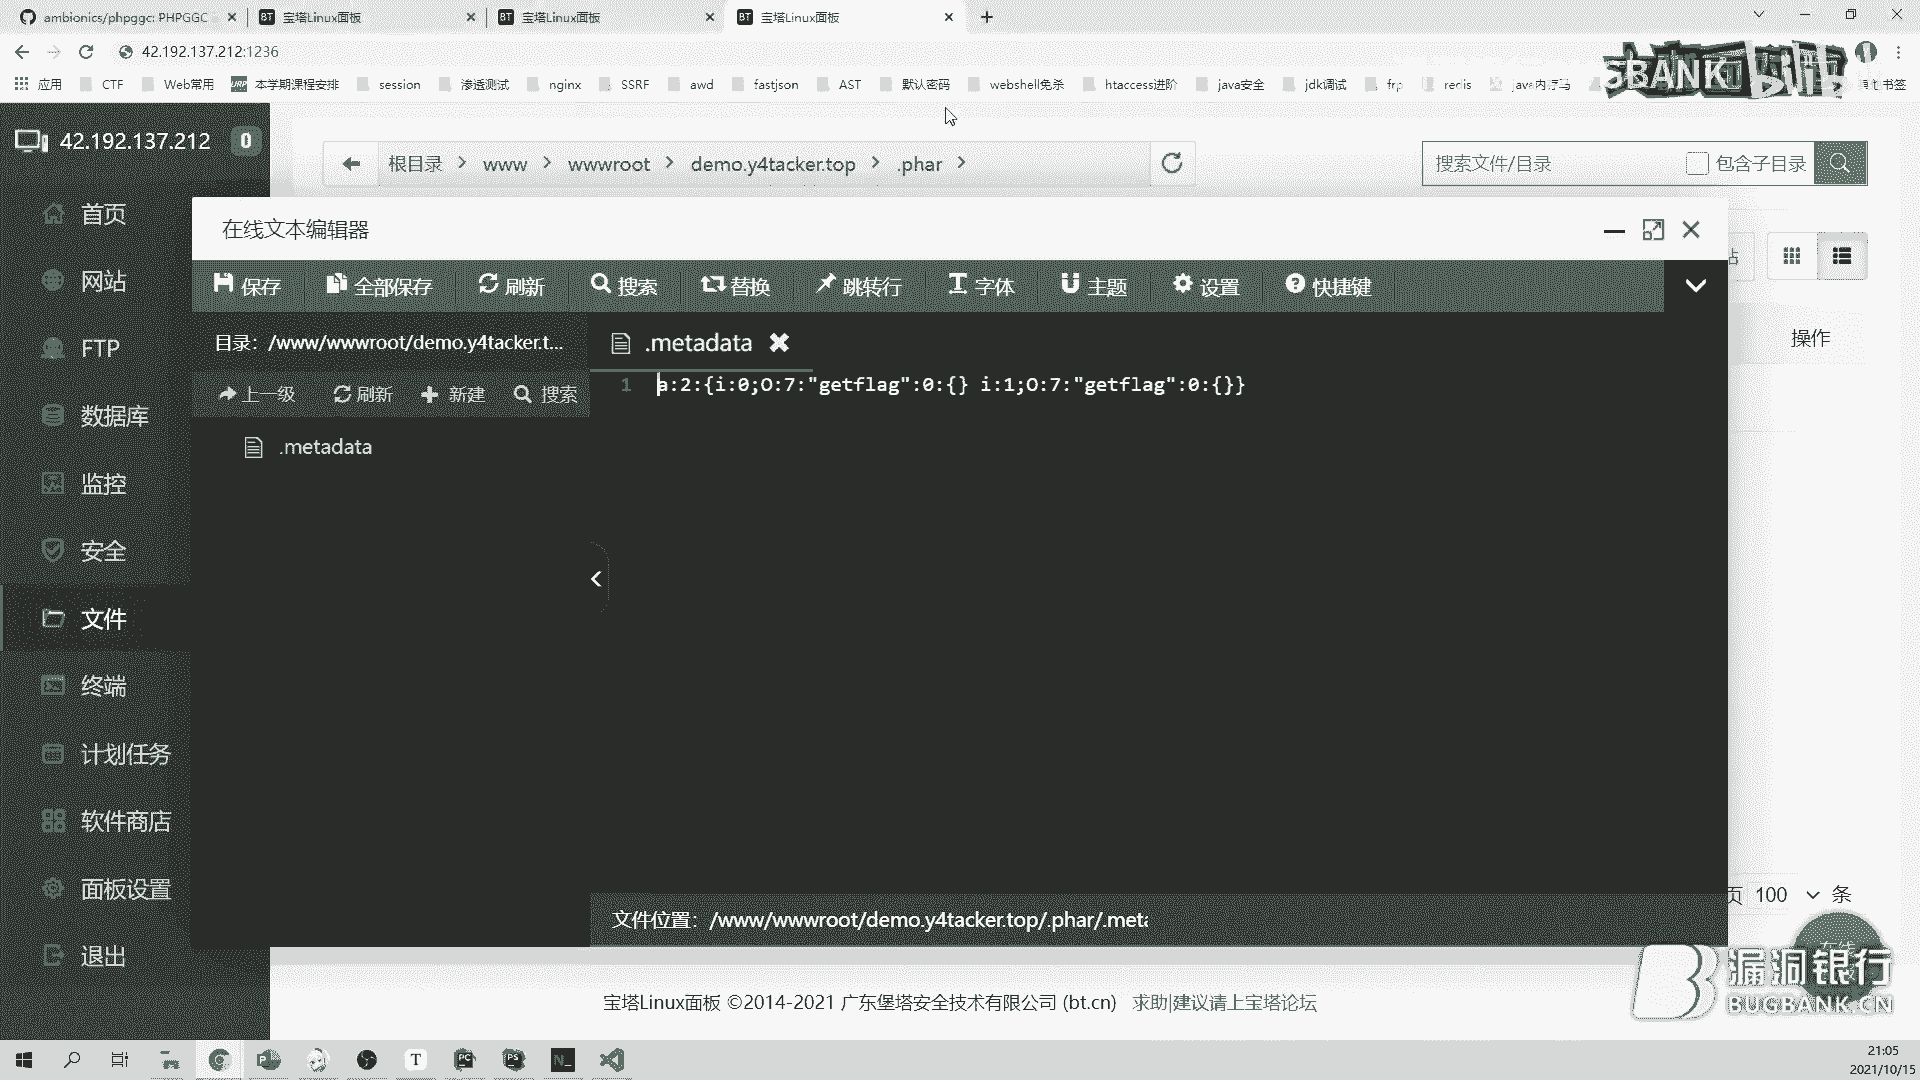 ambionics/phpggc: PHPGGC
宝塔Linux面板
宝塔Linux面板
宝塔Linux面板
42.192.137.212:1236
应用
CTF
Web常用
本学期课程安排
session
渗透测试
nginx
SSRF
awd
fastjson
AST
默认密码
webshell免杀
htaccess进阶
java安全
jdk调试
frp
redis
java内存马
SBANK
bili
42.192.137.212
0
根目录 > www > wwwroot > demo.y4tacker.top > .phar >
搜索文件/目录
包含子目录
首页
网站
FTP
数据库
监控
安全
文件
终端
计划任务
软件商店
面板设置
退出
在线文本编辑器
保存
全部保存
刷新
搜索
替换
跳转行
字体
主题
设置
快捷键
目录：/www/wwwroot/demo.y4tacker.t...
.metadata
上一级
刷新
新建
搜索
.metadata
1
a:2:{i:0;O:7:"getflag":0:{} i:1;O:7:"getflag":0:{}}
操作
文件位置：/www/wwwroot/demo.y4tacker.top/.phar/.meta
页 100 条
宝塔Linux面板 ©2014-2021 广东堡塔安全技术有限公司 (bt.cn) 求助|建议请上宝塔论坛
漏洞银行
BUGBANK.CN
21:05
2021/10/15